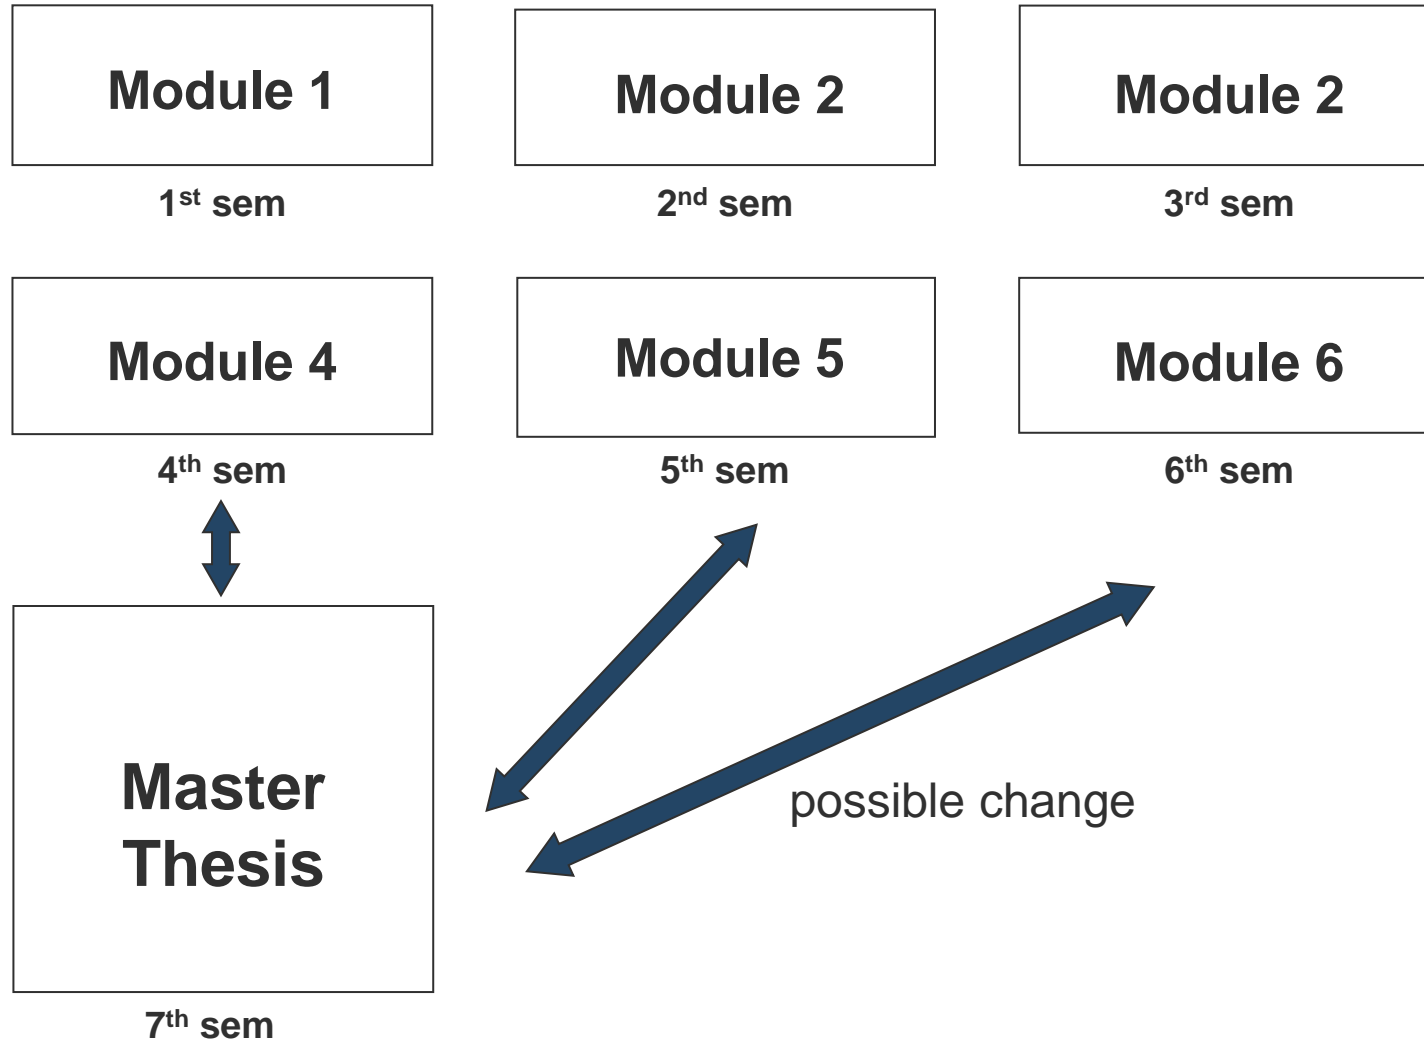 Module 1
Module 2
Module 2
1st sem
2nd sem
3rd sem
Module 4
Module 5
Module 6
4th sem
5th sem
6th sem
Master
Thesis
possible change
7th sem